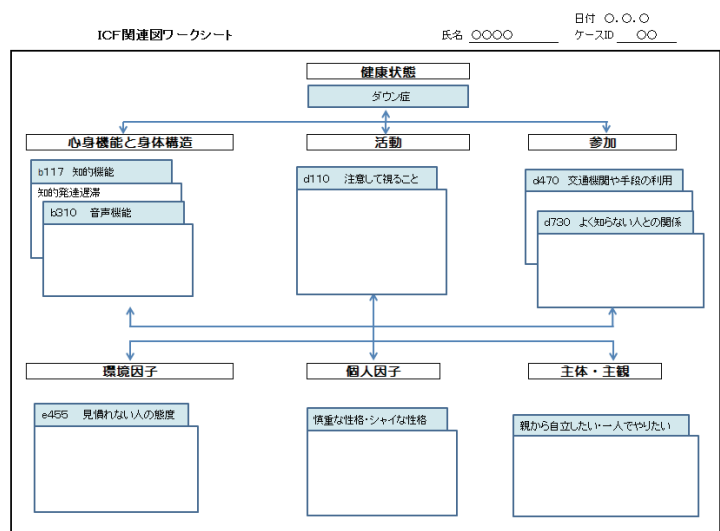 日付 〇.〇.〇
ICF関連図ワークシート 氏名 〇〇〇〇 ケースID 〇〇
健康状態
ダウン症
心身機能と身体構造 活動 参加
b117 知的機能
知的発達遅滞
b310 音声機能
d110 注意して視ること
d470 交通機関や手段の利用
d730 よく知らない人との関係
環境因子 個人因子 主体・主観
e455 見慣れない人の態度
慎重な性格・シャイな性格
親から自立したい・一人でやりたい